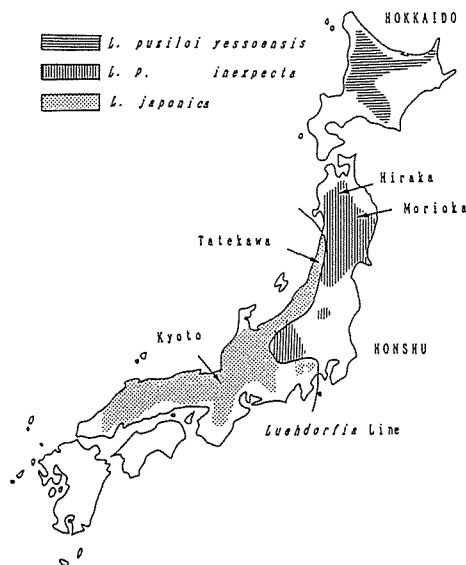 HOKKAIDO
L. puziloi yessoensis
L. p. inexpecta
L. japonica
Hiraka
Morioka
Tatekawa
Kyoto
HONSHU
Luehdorfia Line